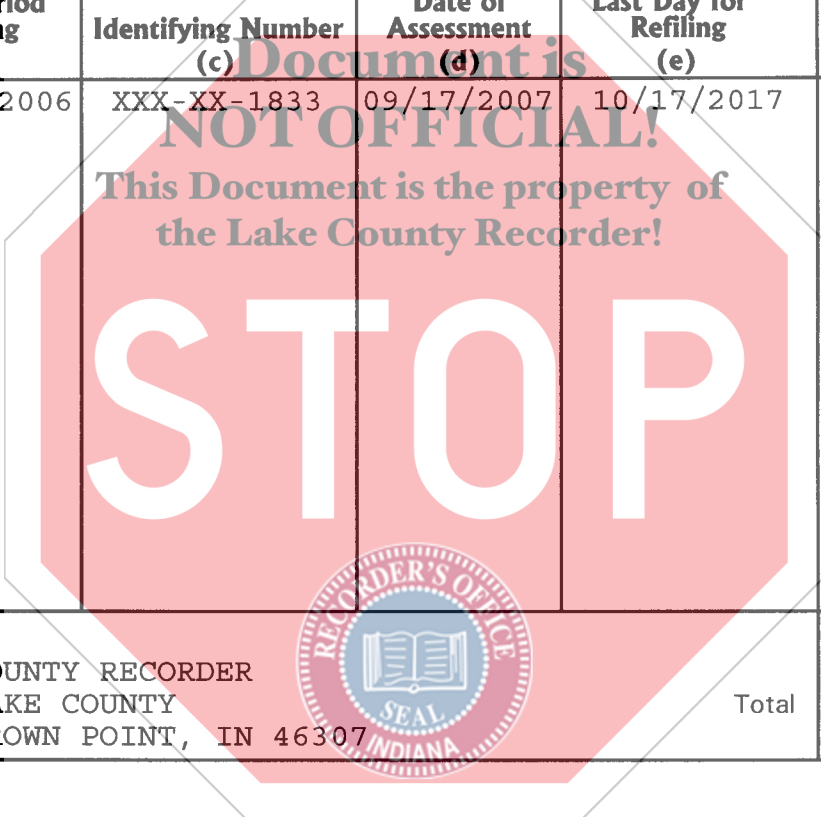 riod Date of Last Day for
g Identifying Number Assessment Refiling
(c) (d) (e)
2006 XXX-XX-1833 09/17/2007 10/17/2017
Document is
NOT OFFICIAL!
This Document is the property of
the Lake County Recorder!
STOP
RECORDER'S OFFICE
SEAL
INDIANA
OUNTY RECORDER
AKE COUNTY Total
ROWN POINT, IN 46307